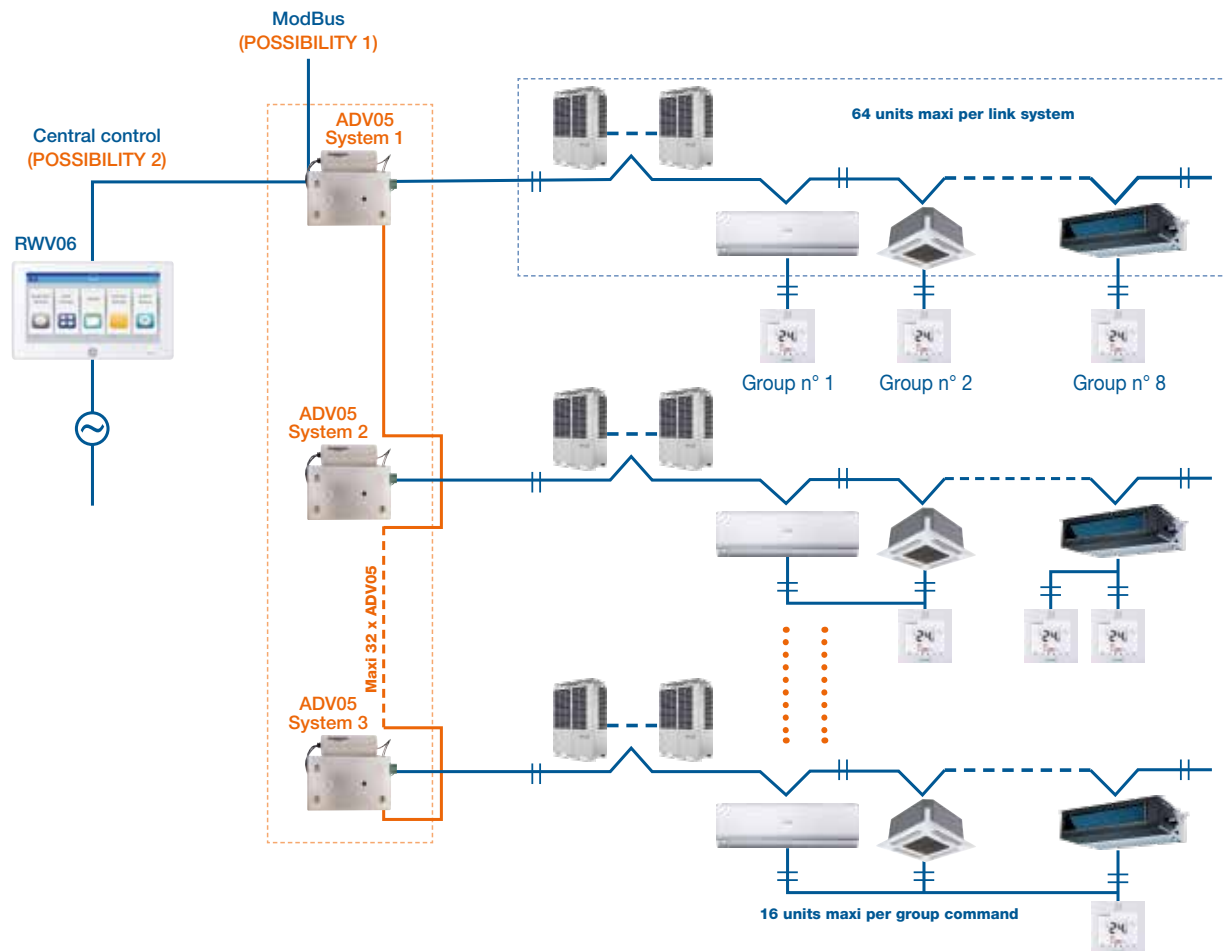 ModBus
(POSSIBILITY 1)
ADV05
System 1
64 units maxi per link system
Central control
(POSSIBILITY 2)
RWV06
Group n° 1
Group n° 2
Group n° 8
ADV05
System 2
Maxi 32 x ADV05
ADV05
System 3
16 units maxi per group command